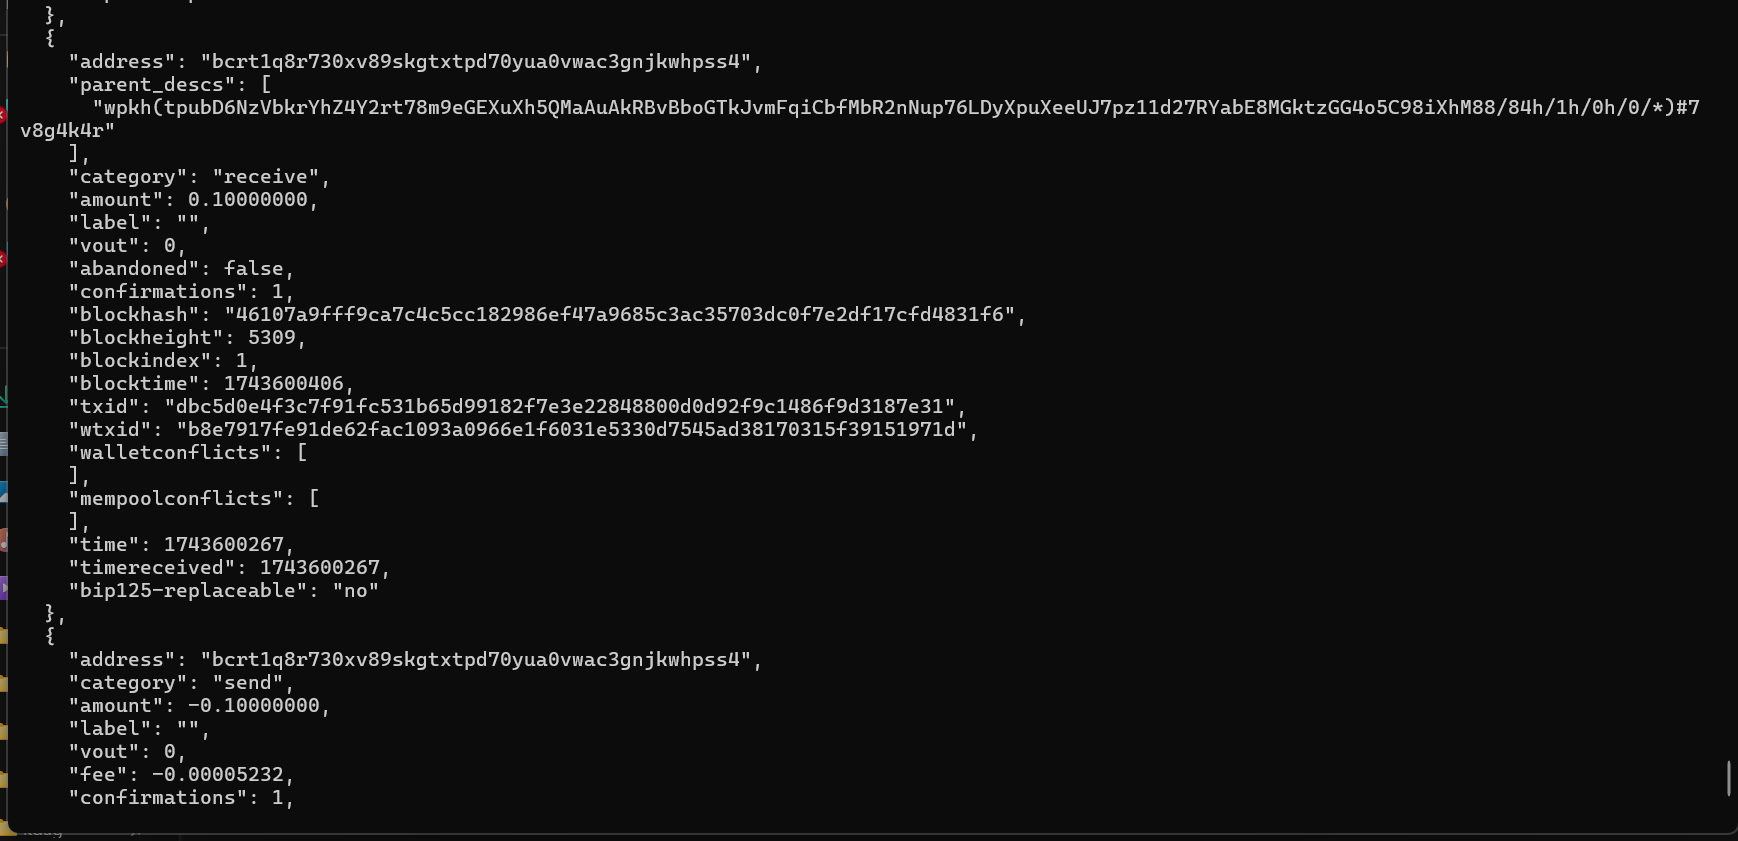 },
{
"address": "bcrt1q8r730xv89skgtxtpd70yua0vwac3gnjkwhpss4",
"parent_descs": [
"wpkh(tpubD6NzVbkrYhZ4Y2rt78m9eGEXuXh5QMaAuAkRBvBboGTkJvmFqiCbfMbR2nNup76LDyXpuXeeUJ7pz11d27RYabE8MGktzGG4o5C98iXhM88/84h/1h/0h/0/*)#7
v8g4k4r"
],
"category": "receive",
"amount": 0.10000000,
"label": "",
"vout": 0,
"abandoned": false,
"confirmations": 1,
"blockhash": "46107a9fff9ca7c4c5cc182986ef47a9685c3ac35703dc0f7e2df17cfd4831f6",
"blockheight": 5309,
"blockindex": 1,
"blocktime": 1743600406,
"txid": "dbc5d0e4f3c7f91fc531b65d99182f7e3e22848800d0d92f9c1486f9d3187e31",
"wtxid": "b8e7917fe91de62fac1093a0966e1f6031e5330d7545ad38170315f39151971d",
"walletconflicts": [
],
"mempoolconflicts": [
],
"time": 1743600267,
"timereceived": 1743600267,
"bip125-replaceable": "no"
},
{
"address": "bcrt1q8r730xv89skgtxtpd70yua0vwac3gnjkwhpss4",
"category": "send",
"amount": -0.10000000,
"label": "",
"vout": 0,
"fee": -0.00005232,
"confirmations": 1,